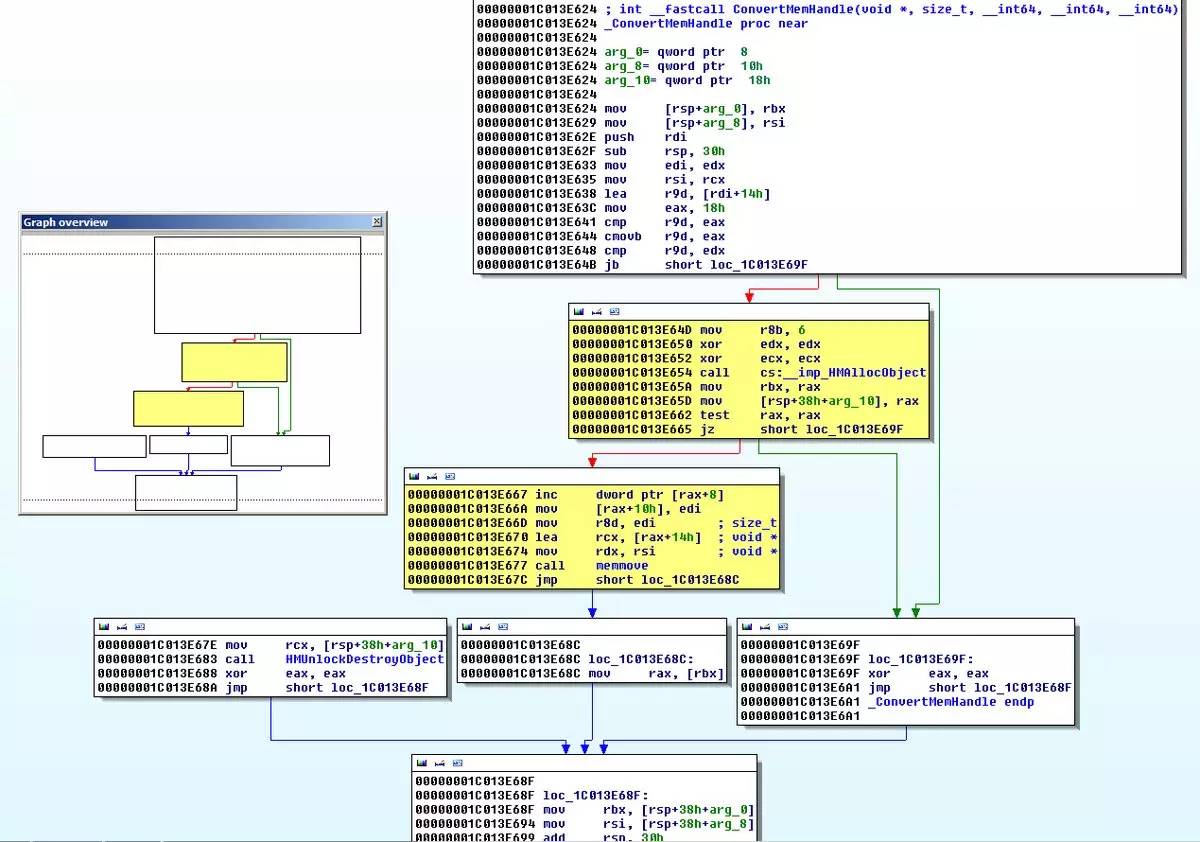 00000001C013E624 ; int __fastcall ConvertMemHandle(void *, size_t, __int64, __int64, __int64)
00000001C013E624 _ConvertMemHandle proc near
00000001C013E624
00000001C013E624 arg_0= qword ptr 8
00000001C013E624 arg_8= qword ptr 10h
00000001C013E624 arg_10= qword ptr 18h
00000001C013E624
00000001C013E624 mov [rsp+arg_0], rbx
00000001C013E629 mov [rsp+arg_8], rsi
00000001C013E62E push rdi
00000001C013E62F sub rsp, 30h
00000001C013E633 mov edi, edx
00000001C013E635 mov rsi, rcx
00000001C013E638 lea r9d, [rdi+14h]
00000001C013E63C mov eax, 18h
00000001C013E641 cmp r9d, eax
00000001C013E644 cmovb r9d, eax
00000001C013E648 cmp r9d, edx
00000001C013E64B jb short loc_1C013E69F
Graph overview
00000001C013E64D mov r8b, 6
00000001C013E650 xor edx, edx
00000001C013E652 xor ecx, ecx
00000001C013E654 call cs:__imp_HMAllocObject
00000001C013E65A mov rbx, rax
00000001C013E65D mov [rsp+38h+arg_10], rax
00000001C013E662 test rax, rax
00000001C013E665 jz short loc_1C013E69F
00000001C013E667 inc dword ptr [rax+8]
00000001C013E66A mov [rax+10h], edi
00000001C013E66D mov r8d, edi ; size_t
00000001C013E670 lea rcx, [rax+14h] ; void *
00000001C013E674 mov rdx, rsi ; void *
00000001C013E677 call memmove
00000001C013E67C jmp short loc_1C013E68C
00000001C013E67E mov rcx, [rsp+38h+arg_10]
00000001C013E683 call HMUnlockDestroyObject
00000001C013E688 xor eax, eax
00000001C013E68A jmp short loc_1C013E68F
00000001C013E68C
00000001C013E68C loc_1C013E68C:
00000001C013E68C mov rax, [rbx]
00000001C013E69F
00000001C013E69F loc_1C013E69F:
00000001C013E69F xor eax, eax
00000001C013E6A1 jmp short loc_1C013E68F
00000001C013E6A1 _ConvertMemHandle endp
00000001C013E6A1
00000001C013E68F
00000001C013E68F loc_1C013E68F:
00000001C013E68F mov rbx, [rsp+38h+arg_0]
00000001C013E694 mov rsi, [rsp+38h+arg_8]
00000001C013E699 add rsp, 30h